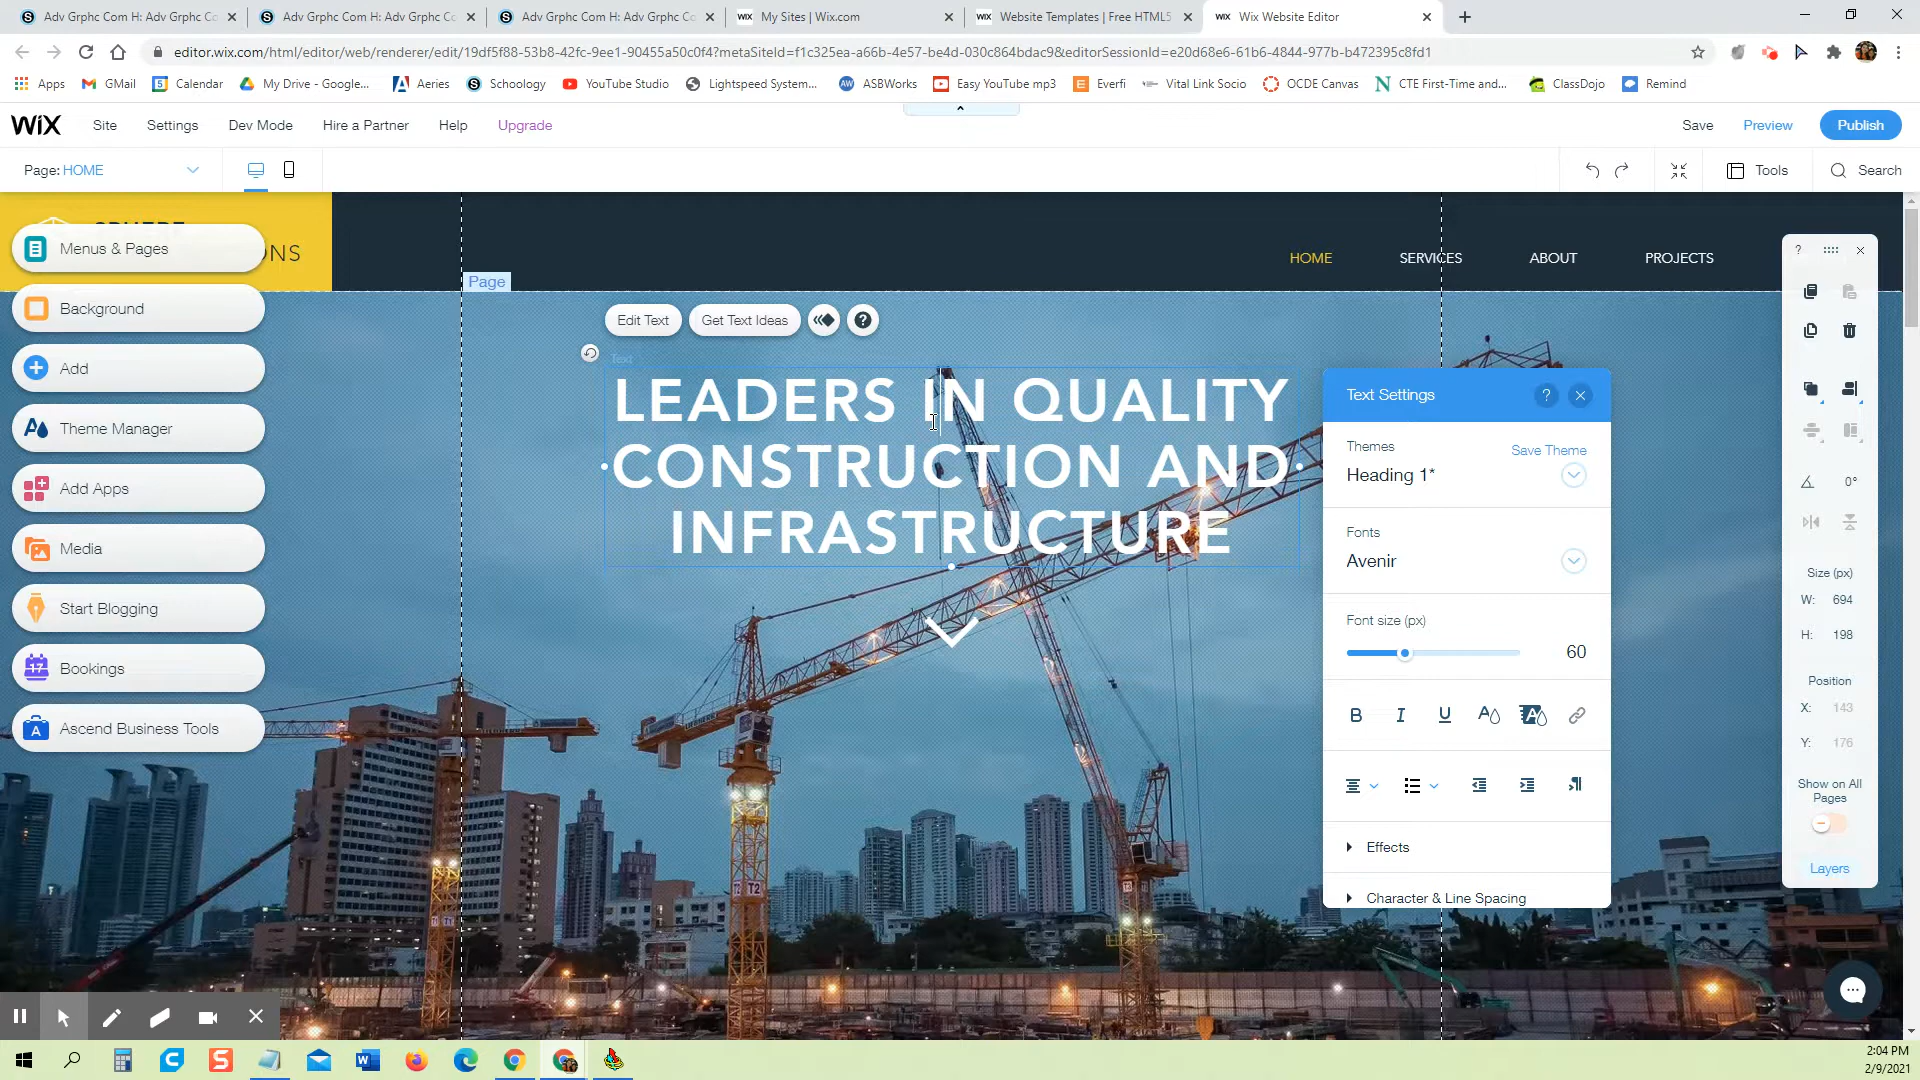 Adv Grphc Com H: Adv Grphc Co
Adv Grphc Com H: Adv Grphc Co
Adv Grphc Com H: Adv Grphc Co
WiX My Sites | Wix.com
WiX Website Templates | Free HTML5
WiX Wix Website Editor
editor.wix.com/html/editor/web/renderer/edit/19df5f88-53b8-42fc-9ee1-90455a50c0f4?metaSiteId=f1c325ea-a66b-4e57-be4d-030c864bdac9&editorSessionId=e20d68e6-61b6-4844-977b-b472395c8fd1
Apps GMail Calendar My Drive - Google... Aeries Schoology YouTube Studio Lightspeed System... ASBWorks Easy YouTube mp3 Everfi Vital Link Socio OCDE Canvas CTE First-Time and... ClassDojo Remind
WiX Site Settings Dev Mode Hire a Partner Help Upgrade Save Preview Publish
Page: HOME Tools Search
ONS
HOME SERVICES ABOUT PROJECTS
Page
Menus & Pages
Background
Add
Theme Manager
Add Apps
Media
Start Blogging
17 Bookings
A Ascend Business Tools
Edit Text Get Text Ideas
Text
LEADERS IN QUALITY
CONSTRUCTION AND
INFRASTRUCTURE
Text Settings ?
Themes Save Theme
Heading 1*
Fonts
Avenir
Font size (px)
60
B I U A A
Effects
Character & Line Spacing
?
0°
Size (px)
W: 694
H: 198
Position
X: 143
Y: 176
Show on All
Pages
Layers
T2 T2
2:04 PM
2/9/2021